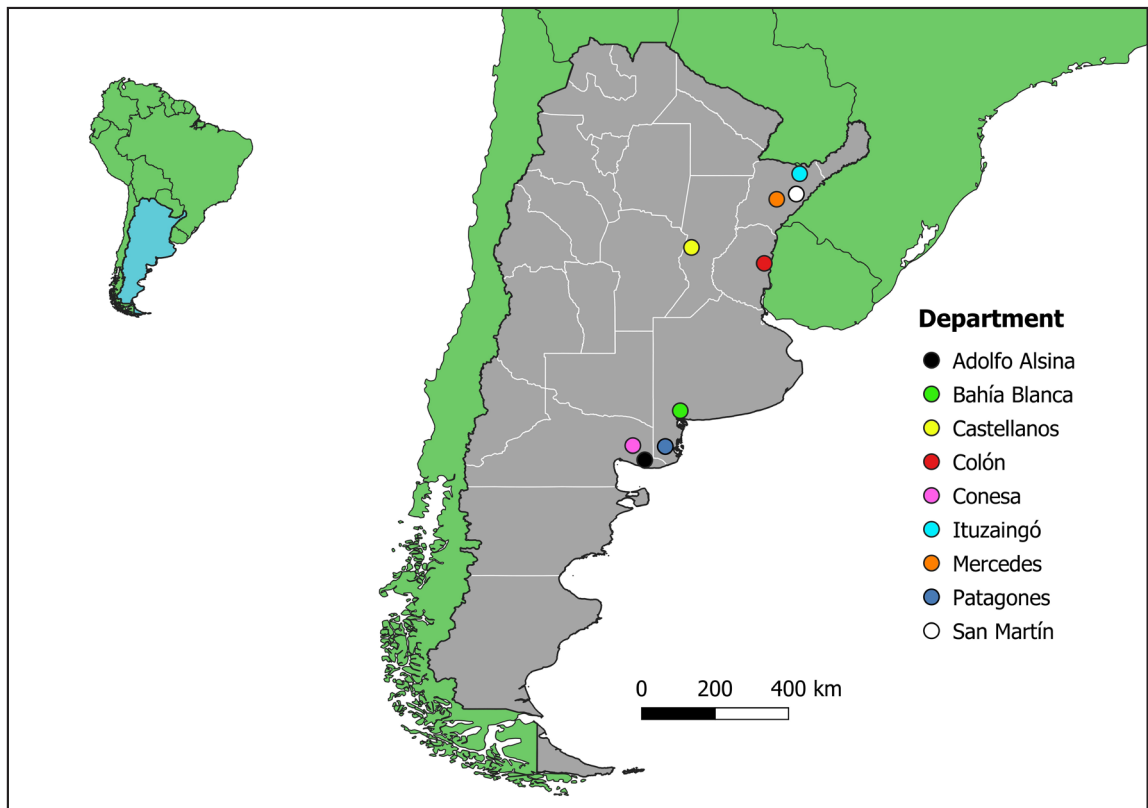 Department
Adolfo Alsina
Bahía Blanca
Castellanos
Colón
Conesa
Ituzaingó
Mercedes
Patagones
San Martín
0 200 400 km